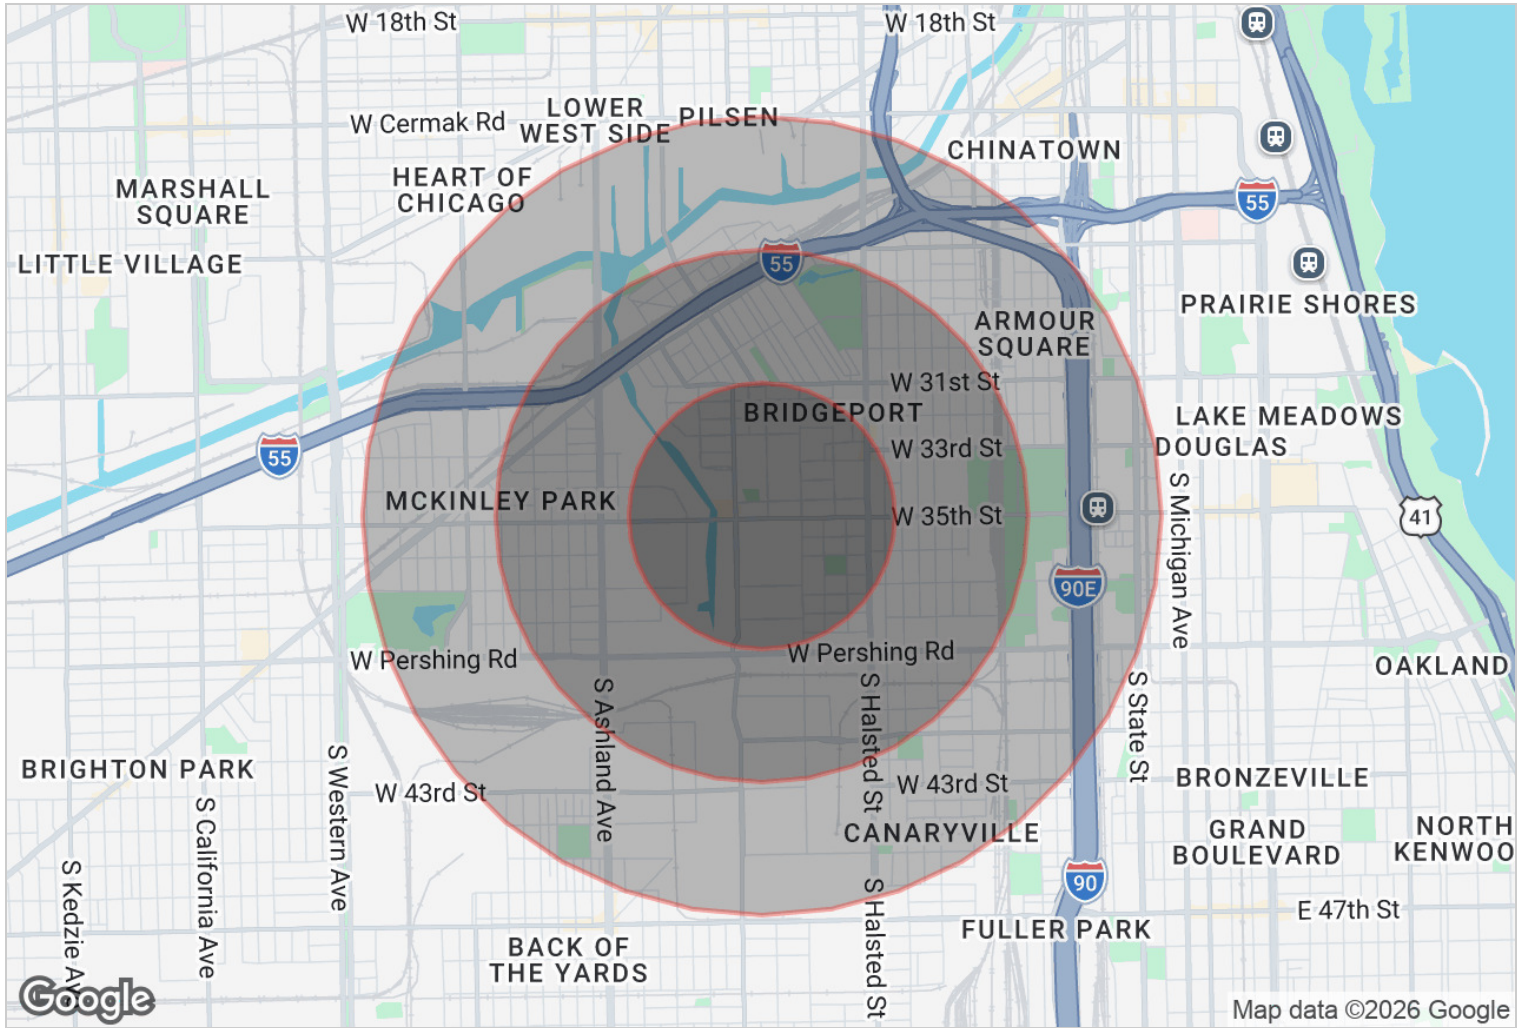 W 18th St
W 18th St
LOWER
WEST SIDE
PILSEN
W Cermak Rd
CHINATOWN
HEART OF
CHICAGO
MARSHALL
SQUARE
55
LITTLE VILLAGE
55
PRAIRIE SHORES
ARMOUR
SQUARE
W 31st St
BRIDGEPORT
LAKE MEADOWS
DOUGLAS
W 33rd St
55
MCKINLEY PARK
W 35th St
41
S Michigan Ave
90E
W Pershing Rd
W Pershing Rd
OAKLAND
S Ashland Ave
S Halsted St
S State St
BRIGHTON PARK
S Western Ave
W 43rd St
W 43rd St
BRONZEVILLE
S California Ave
CANARYVILLE
GRAND
BOULEVARD
NORTH
KENWOO
S Kedzie Av
90
S Halsted St
E 47th St
FULLER PARK
BACK OF
THE YARDS
Google
Map data ©2026 Google